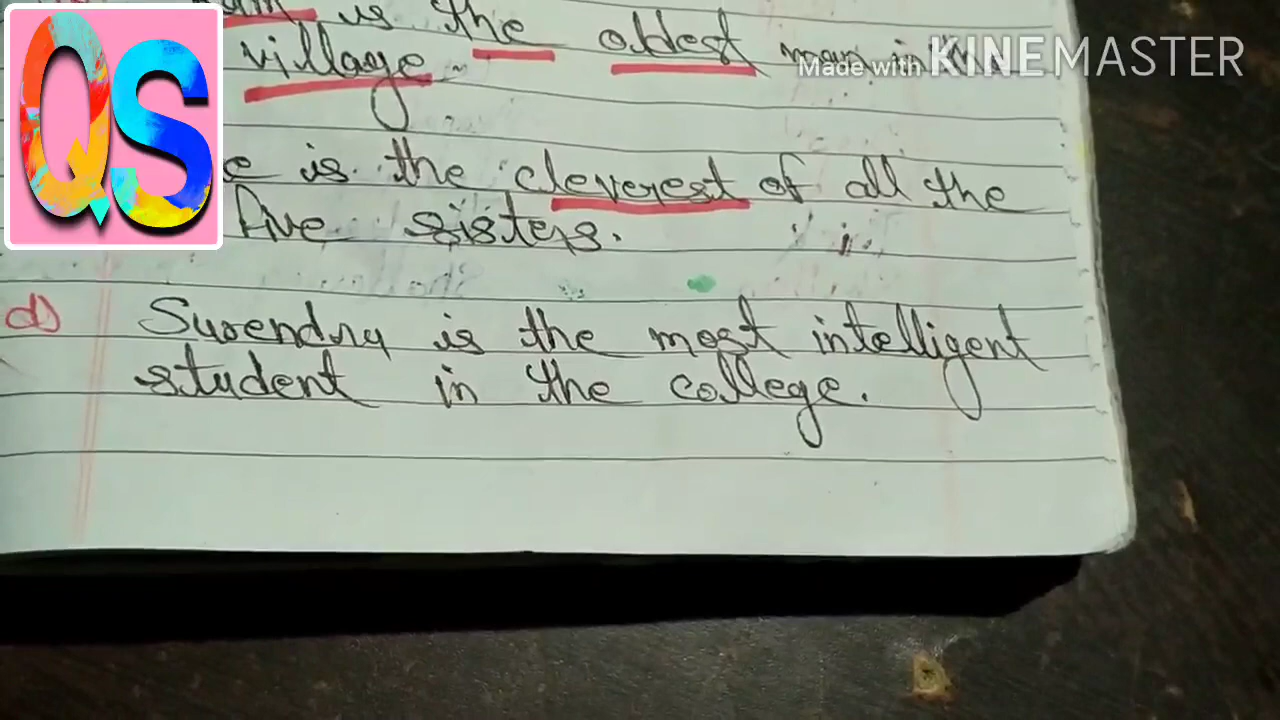 is the oldest man in the
village.
Made with KINEMASTER
QS
e is the cleverest of all the
five sisters.
d) Surendra is the most intelligent
student in the college.